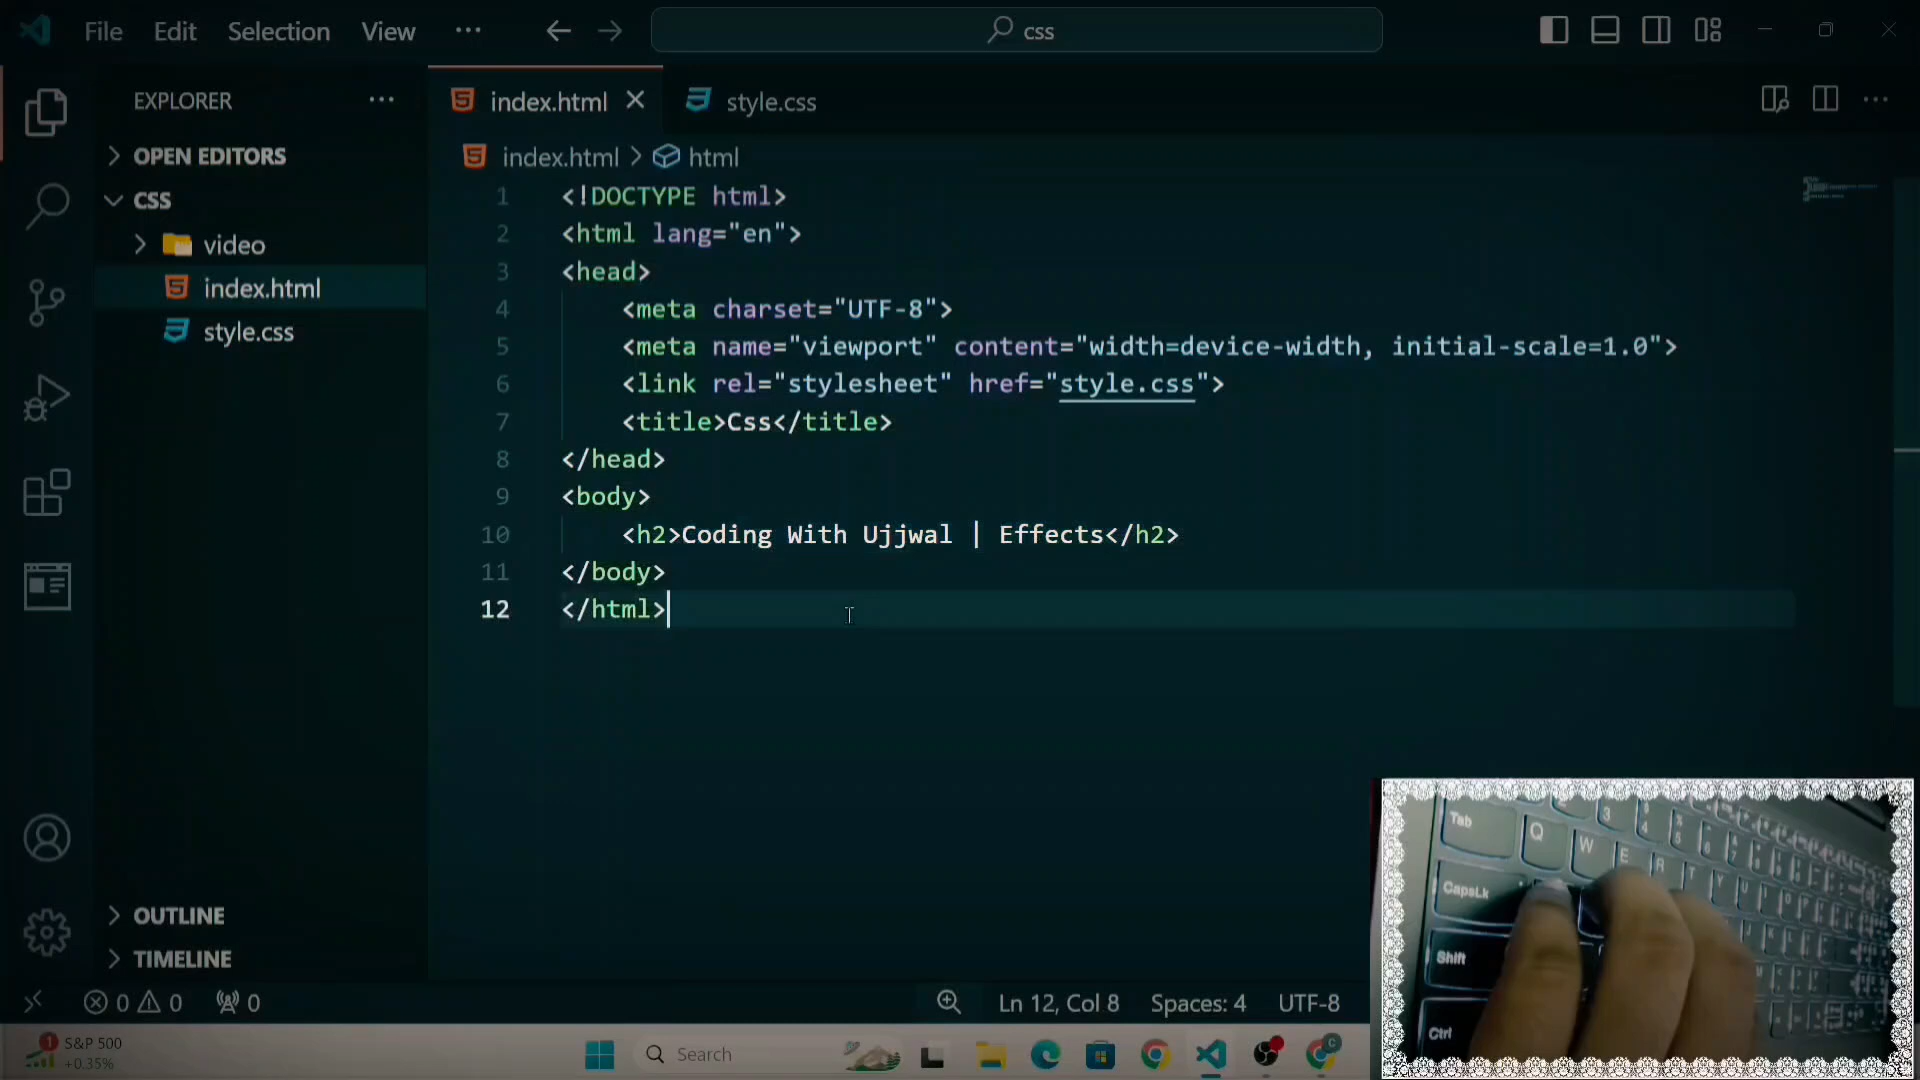 File Edit Selection View ··· css
EXPLORER ···
OPEN EDITORS
CSS
video
index.html
style.css
OUTLINE
TIMELINE
index.html style.css
index.html > html
1 <!DOCTYPE html>
2 <html lang="en">
3 <head>
4 <meta charset="UTF-8">
5 <meta name="viewport" content="width=device-width, initial-scale=1.0">
6 <link rel="stylesheet" href="style.css">
7 <title>Css</title>
8 </head>
9 <body>
10 <h2>Coding With Ujjwal | Effects</h2>
11 </body>
12 </html>
0 0 0 Ln 12, Col 8 Spaces: 4 UTF-8
1 S&P 500
+0.35%
Search
C
Tab Q W E R T Y
CapsLk
Shift
Ctrl